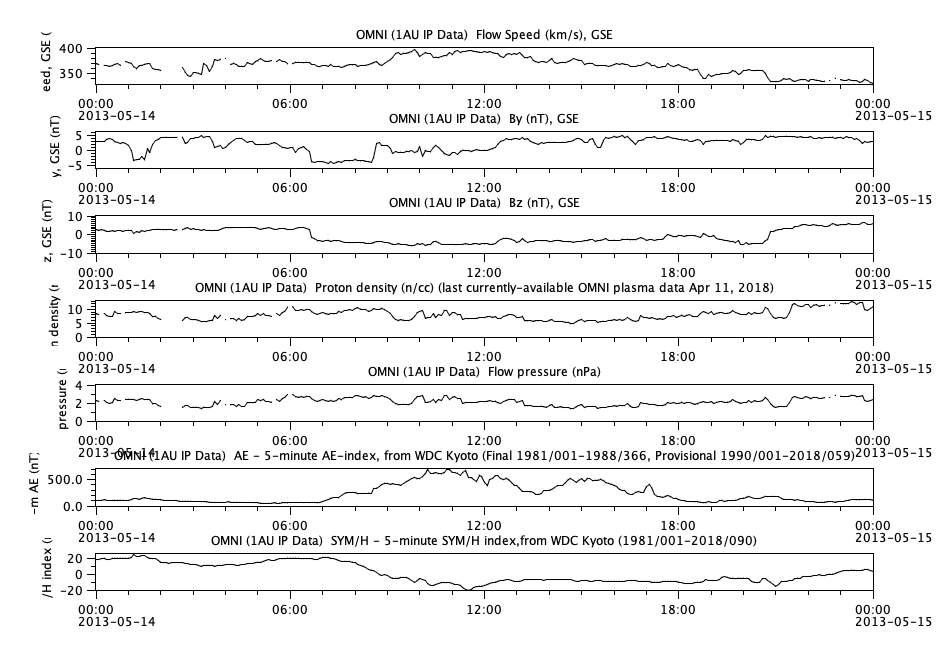 OMNI (1AU IP Data)  Flow Speed (km/s), GSE
eed, GSE (
400
350
00:00 06:00 12:00 18:00 00:00
2013-05-14 2013-05-15
OMNI (1AU IP Data)  By (nT), GSE
y, GSE (nT)
5
0
-5
00:00 06:00 12:00 18:00 00:00
2013-05-14 2013-05-15
OMNI (1AU IP Data)  Bz (nT), GSE
z, GSE (nT)
10
0
-10
00:00 06:00 12:00 18:00 00:00
2013-05-14 2013-05-15
OMNI (1AU IP Data)  Proton density (n/cc) (last currently-available OMNI plasma data Apr 11, 2018)
n density (
10
5
0
00:00 06:00 12:00 18:00 00:00
2013-05-14 2013-05-15
OMNI (1AU IP Data)  Flow pressure (nPa)
pressure (
4
2
0
00:00 06:00 12:00 18:00 00:00
2013-05-14 2013-05-15
OMNI (1AU IP Data)  AE - 5-minute AE-index, from WDC Kyoto (Final 1981/001-1988/366, Provisional 1990/001-2018/059)
-m AE (nT)
500.0
0.0
00:00 06:00 12:00 18:00 00:00
2013-05-14 2013-05-15
OMNI (1AU IP Data)  SYM/H - 5-minute SYM/H index,from WDC Kyoto (1981/001-2018/090)
/H index (
20
0
-20
00:00 06:00 12:00 18:00 00:00
2013-05-14 2013-05-15